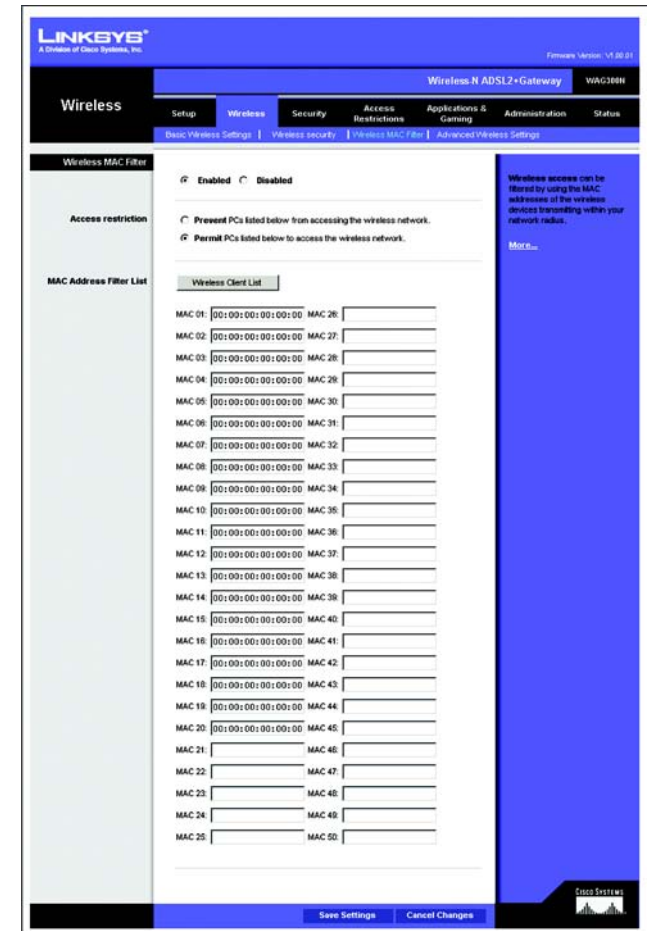 LINKSYS®
A Division of Cisco Systems, Inc.
Firmware Version: V1.00.01
Wireless-N ADSL2+Gateway WAG300N
Wireless
Setup Wireless Security Access Restrictions Applications & Gaming Administration Status
Basic Wireless Settings | Wireless security | Wireless MAC Filter | Advanced Wireless Settings
Wireless MAC Filter
Enabled Disabled
Access restriction
Prevent PCs listed below from accessing the wireless network.
Permit PCs listed below to access the wireless network.
MAC Address Filter List
Wireless Client List
MAC 01: 00:00:00:00:00:00 MAC 26:
MAC 02: 00:00:00:00:00:00 MAC 27:
MAC 03: 00:00:00:00:00:00 MAC 28:
MAC 04: 00:00:00:00:00:00 MAC 29:
MAC 05: 00:00:00:00:00:00 MAC 30:
MAC 06: 00:00:00:00:00:00 MAC 31:
MAC 07: 00:00:00:00:00:00 MAC 32:
MAC 08: 00:00:00:00:00:00 MAC 33:
MAC 09: 00:00:00:00:00:00 MAC 34:
MAC 10: 00:00:00:00:00:00 MAC 35:
MAC 11: 00:00:00:00:00:00 MAC 36:
MAC 12: 00:00:00:00:00:00 MAC 37:
MAC 13: 00:00:00:00:00:00 MAC 38:
MAC 14: 00:00:00:00:00:00 MAC 39:
MAC 15: 00:00:00:00:00:00 MAC 40:
MAC 16: 00:00:00:00:00:00 MAC 41:
MAC 17: 00:00:00:00:00:00 MAC 42:
MAC 18: 00:00:00:00:00:00 MAC 43:
MAC 19: 00:00:00:00:00:00 MAC 44:
MAC 20: 00:00:00:00:00:00 MAC 45:
MAC 21: MAC 46:
MAC 22: MAC 47:
MAC 23: MAC 48:
MAC 24: MAC 49:
MAC 25: MAC 50:
Wireless access can be
filtered by using the MAC
addresses of the wireless
devices transmitting within your
network radius.
More...
Save Settings Cancel Changes
CISCO SYSTEMS